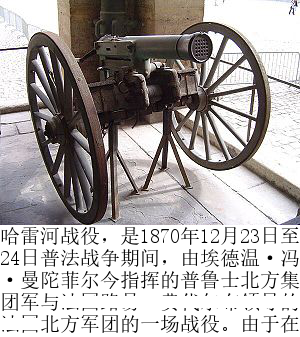 哈雷河战役，是1870年12月23日至
24日普法战争期间，由埃德温·冯
·曼陀菲尔今指挥的普鲁士北方集
团军与
北方军团的一场战役。由于在